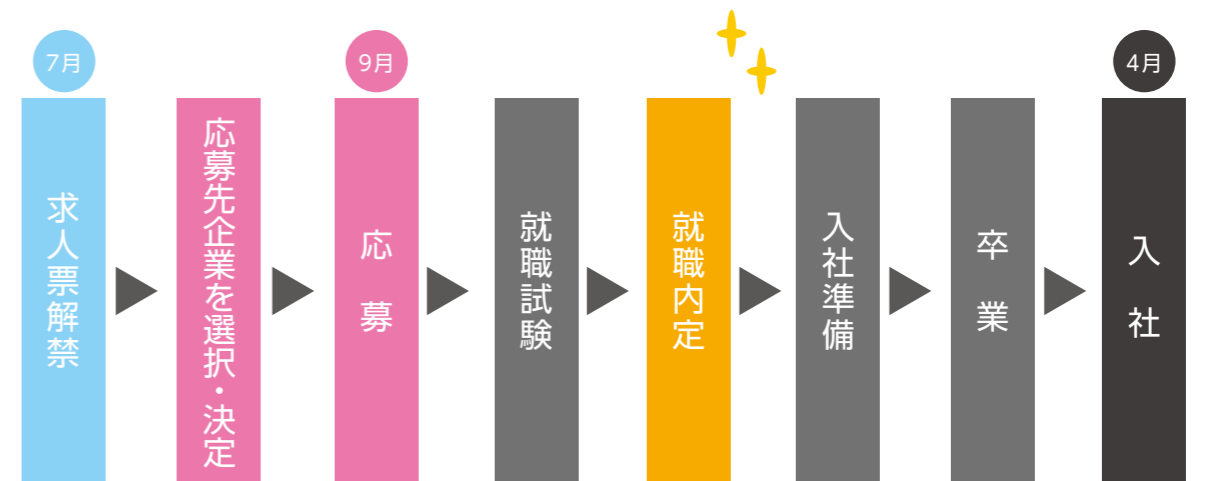 7月
求人票解禁
応募先企業を選択・決定
9月
応募
就職試験
就職内定
入社準備
卒業
4月
入社